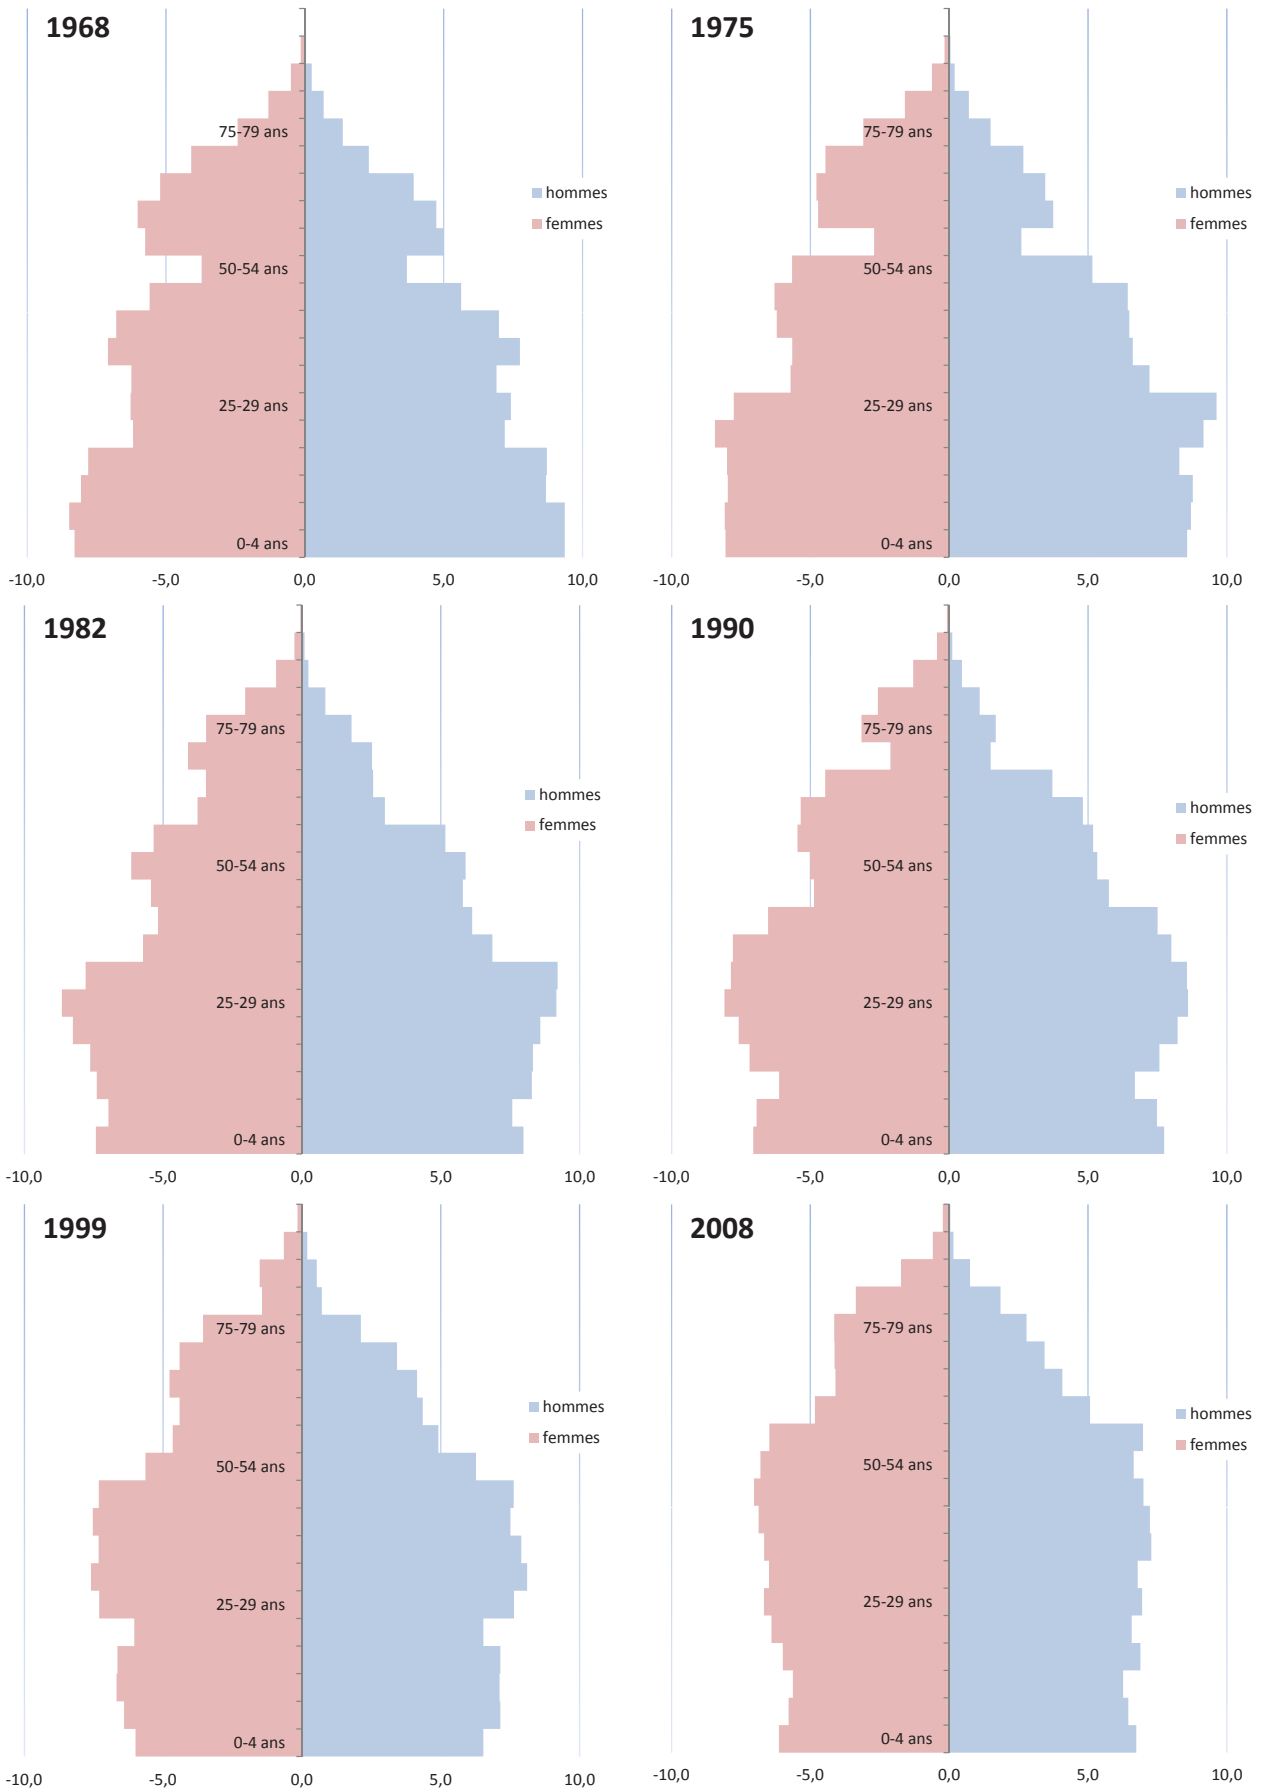 1968
75-79 ans
hommes
femmes
50-54 ans
25-29 ans
0-4 ans
-10,0 -5,0 0,0 5,0 10,0
1975
75-79 ans
hommes
femmes
50-54 ans
25-29 ans
0-4 ans
-10,0 -5,0 0,0 5,0 10,0
1982
75-79 ans
hommes
femmes
50-54 ans
25-29 ans
0-4 ans
-10,0 -5,0 0,0 5,0 10,0
1990
75-79 ans
hommes
femmes
50-54 ans
25-29 ans
0-4 ans
-10,0 -5,0 0,0 5,0 10,0
1999
75-79 ans
hommes
femmes
50-54 ans
25-29 ans
0-4 ans
-10,0 -5,0 0,0 5,0 10,0
2008
75-79 ans
hommes
femmes
50-54 ans
25-29 ans
0-4 ans
-10,0 -5,0 0,0 5,0 10,0